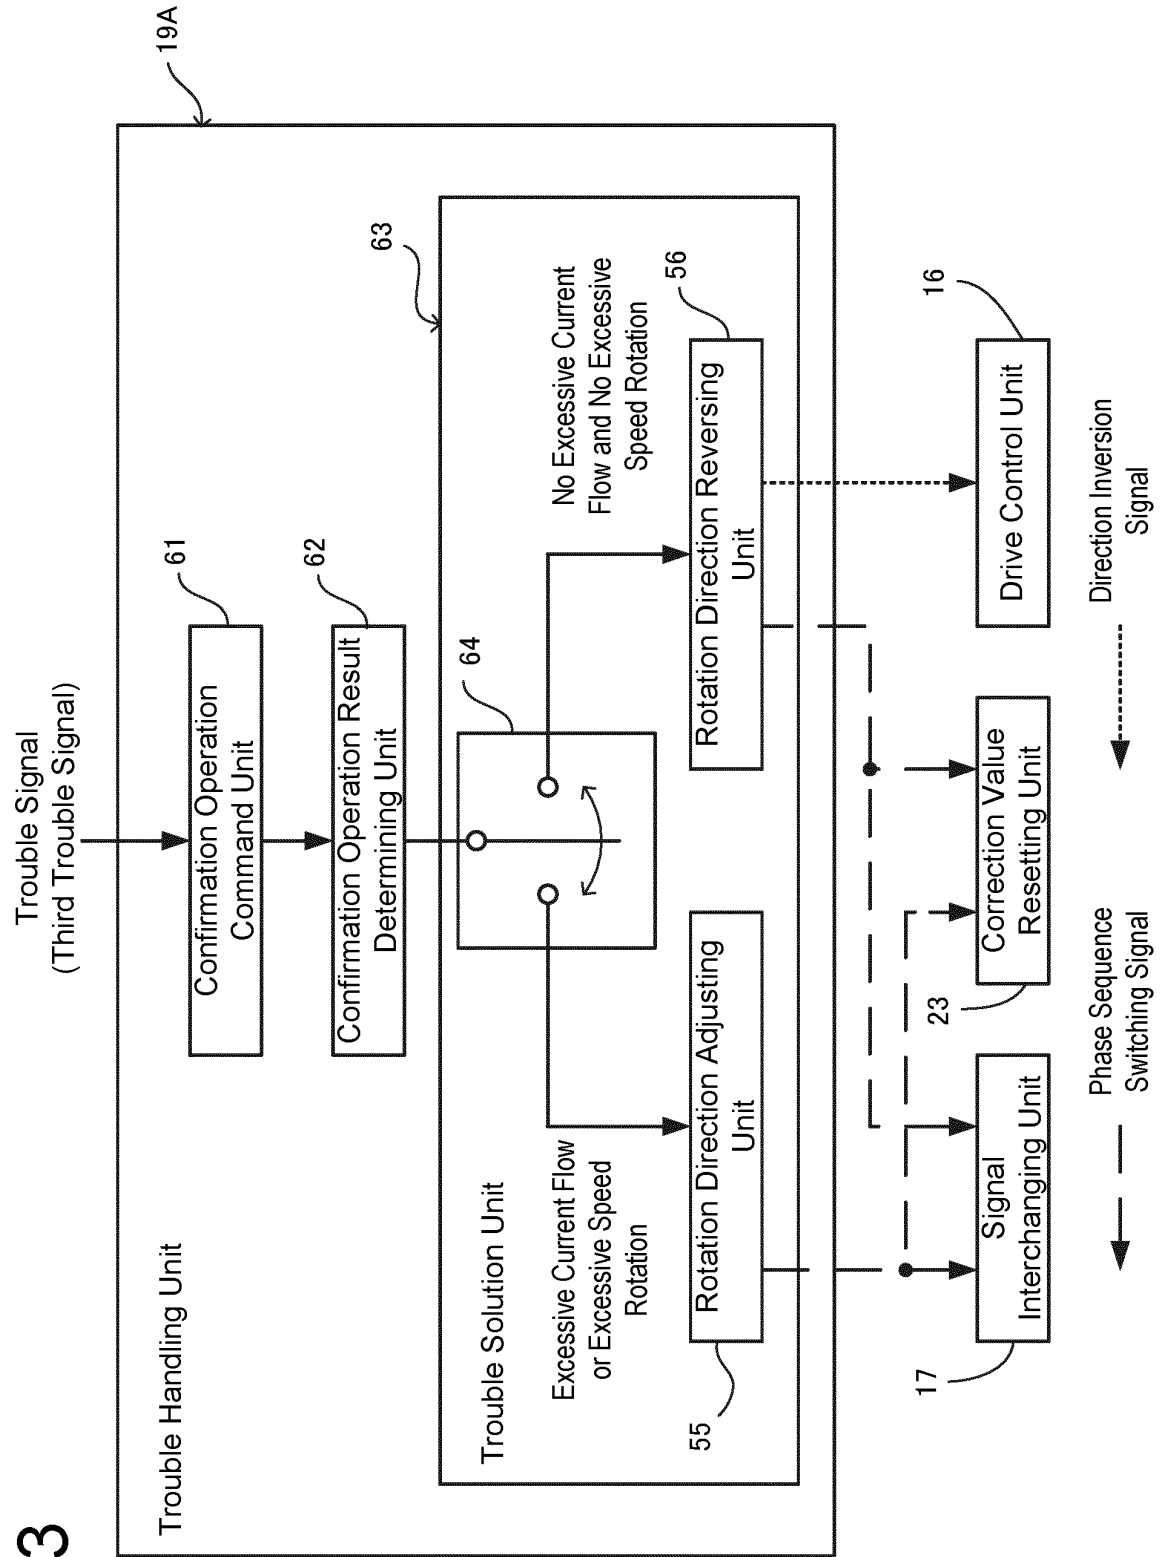 3
Trouble Signal
(Third Trouble Signal)
19A
Trouble Handling Unit
61
Confirmation Operation
Command Unit
62
Confirmation Operation Result
Determining Unit
63
Trouble Solution Unit
64
Excessive Current Flow
or Excessive Speed
Rotation
No Excessive Current
Flow and No Excessive
Speed Rotation
55
Rotation Direction Adjusting
Unit
56
Rotation Direction Reversing
Unit
17
Signal
Interchanging Unit
23
Correction Value
Resetting Unit
16
Drive Control Unit
Phase Sequence
Switching Signal
Direction Inversion
Signal